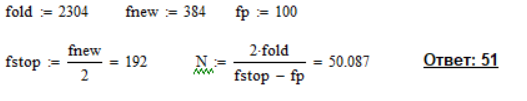 fold := 2304 fnew := 384 fp := 100
fstop := fnew/2 = 192 N := 2·fold/(fstop − fp) = 50.087 Ответ: 51